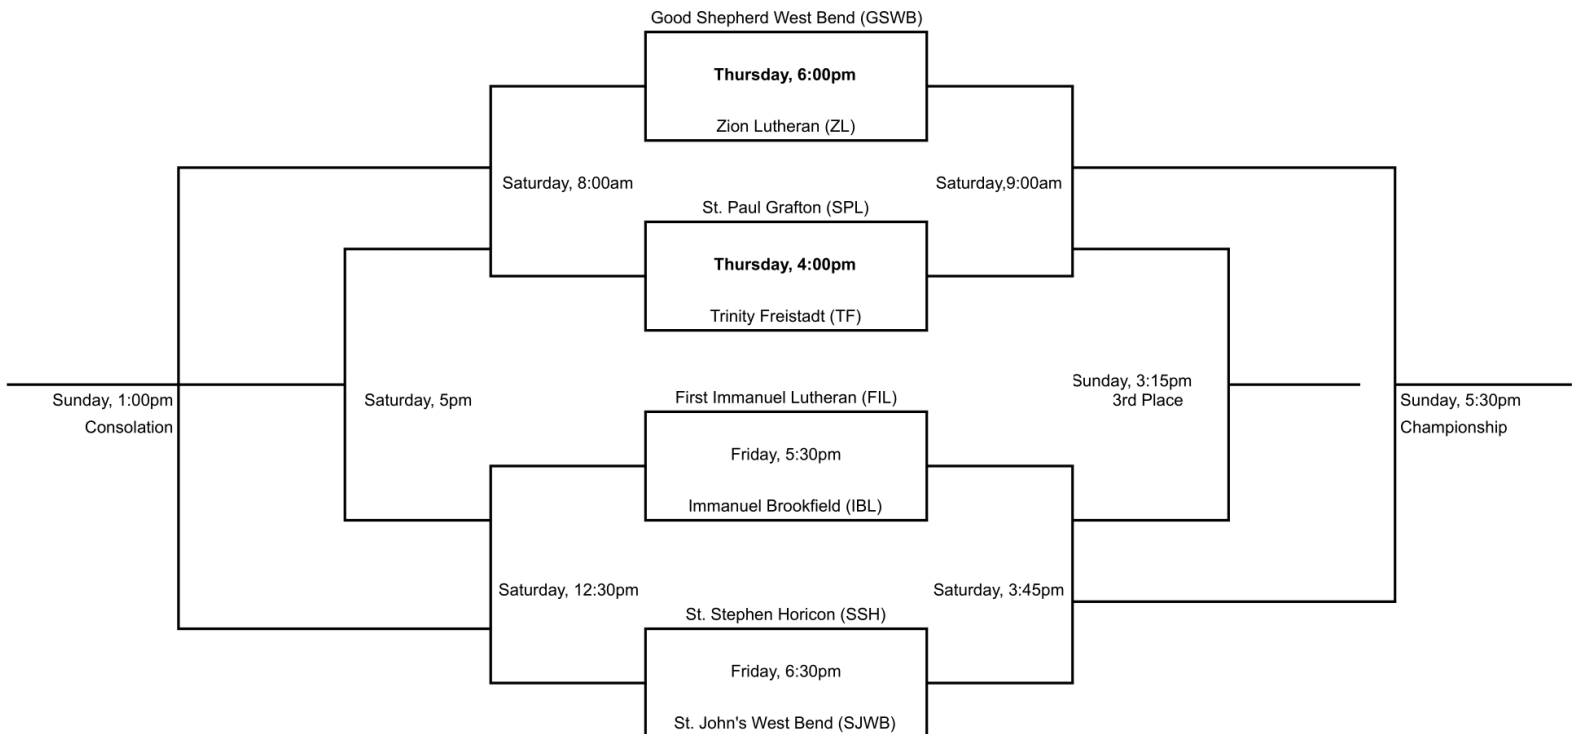 Good Shepherd West Bend (GSWB)
Thursday, 6:00pm
Zion Lutheran (ZL)
Saturday, 8:00am
Saturday,9:00am
St. Paul Grafton (SPL)
Thursday, 4:00pm
Trinity Freistadt (TF)
Sunday, 1:00pm
Consolation
Saturday, 5pm
First Immanuel Lutheran (FIL)
Friday, 5:30pm
Immanuel Brookfield (IBL)
Sunday, 3:15pm
3rd Place
Sunday, 5:30pm
Championship
Saturday, 12:30pm
Saturday, 3:45pm
St. Stephen Horicon (SSH)
Friday, 6:30pm
St. John's West Bend (SJWB)